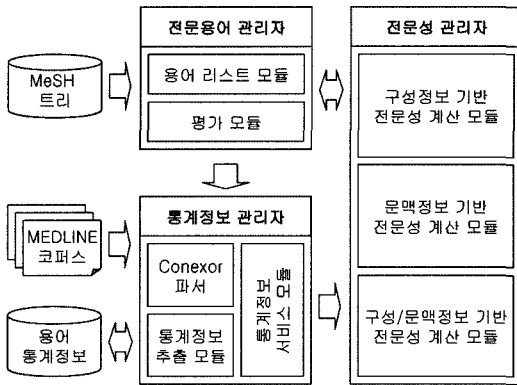 전문용어 관리자
용어 리스트 모듈
평가 모듈
MeSH
트리
전문성 관리자
구성정보 기반
전문성 계산 모듈
문맥정보 기반
전문성 계산 모듈
구성/문맥정보 기반
전문성 계산 모듈
통계정보 관리자
MEDLINE
코퍼스
Conexor
파서
통계정보
추출 모듈
통계정보
서비스 모듈
용어
통계정보